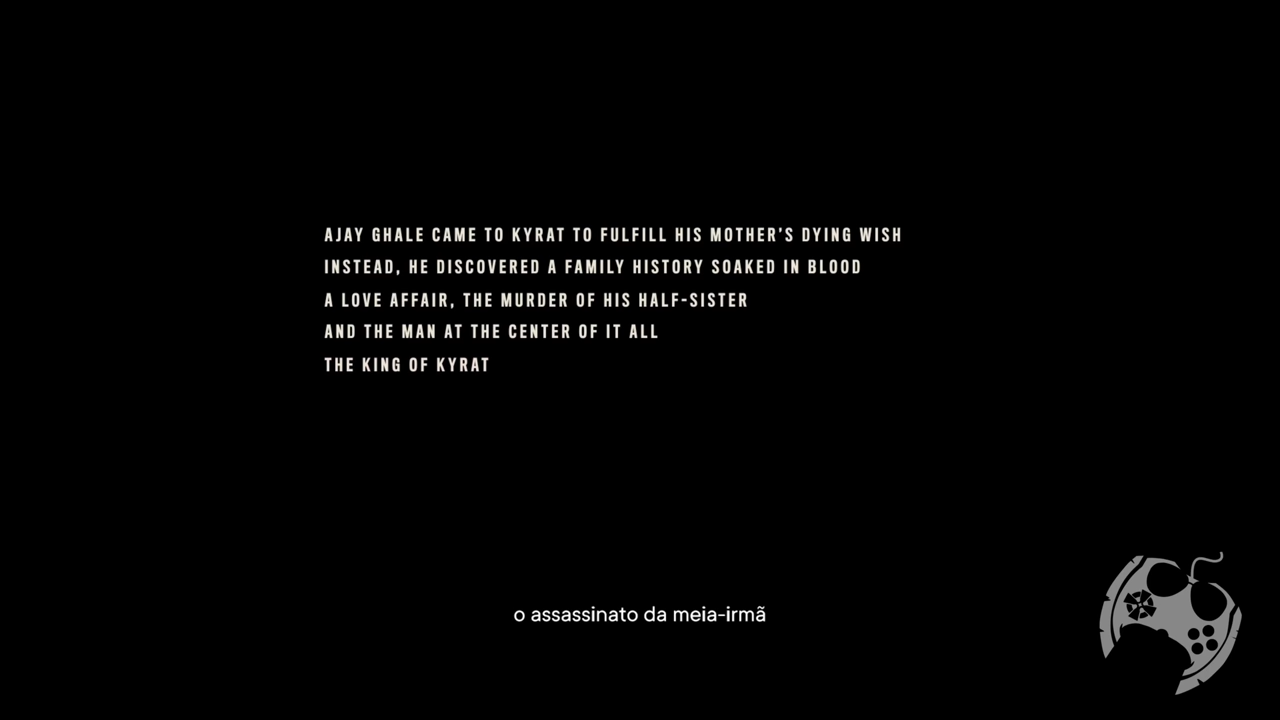 AJAY GHALE CAME TO KYRAT TO FULFILL HIS MOTHER'S DYING WISH
INSTEAD, HE DISCOVERED A FAMILY HISTORY SOAKED IN BLOOD
A LOVE AFFAIR, THE MURDER OF HIS HALF-SISTER
AND THE MAN AT THE CENTER OF IT ALL
THE KING OF KYRAT
o assassinato da meia-irmã